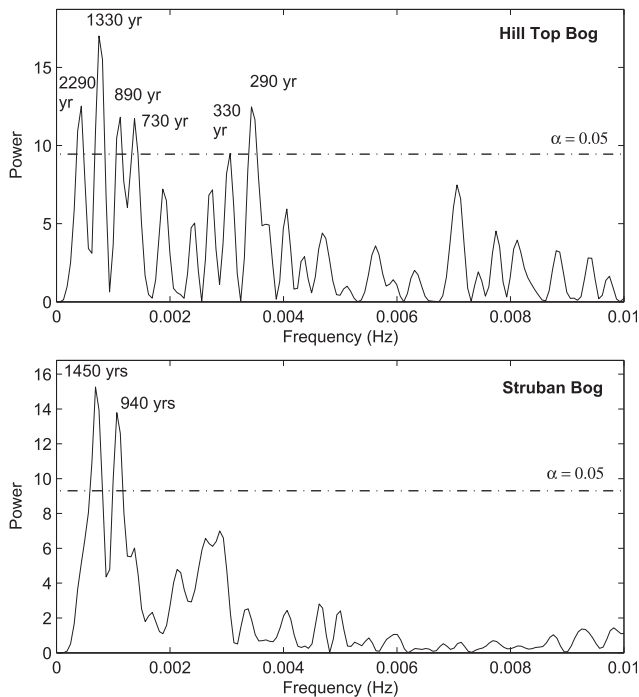 Hill Top Bog
1330 yr
2290
yr
890 yr
730 yr
330
yr
290 yr
α = 0.05
Power
15
10
5
0
0 0.002 0.004 0.006 0.008 0.01
Frequency (Hz)
Struban Bog
1450 yrs
940 yrs
α = 0.05
Power
16
14
12
10
8
6
4
2
0
0 0.002 0.004 0.006 0.008 0.01
Frequency (Hz)